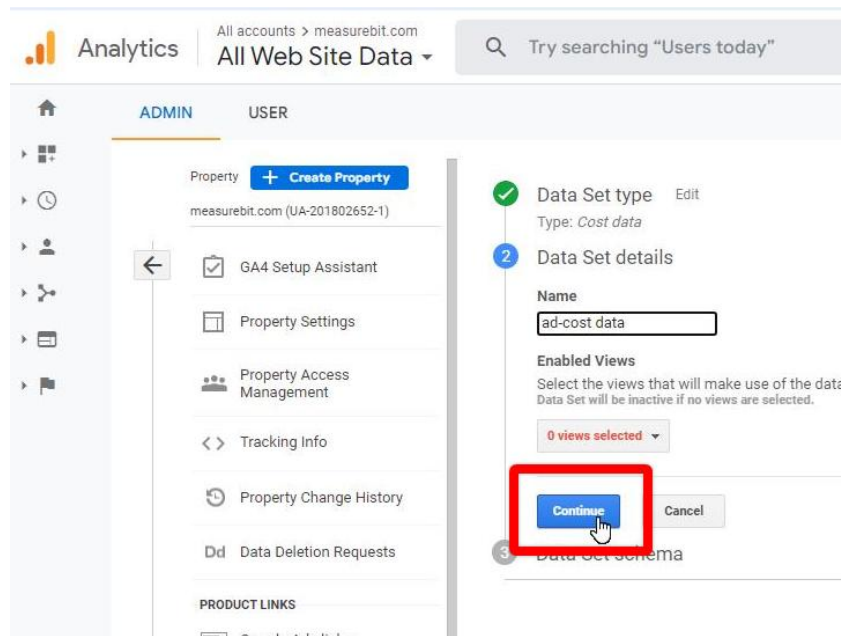 Analytics
All accounts > measurebit.com
All Web Site Data
Try searching “Users today”
ADMIN
USER
Property
+ Create Property
measurebit.com (UA-201802652-1)
GA4 Setup Assistant
Property Settings
Property Access
Management
Tracking Info
Property Change History
Dd Data Deletion Requests
PRODUCT LINKS
Data Set type Edit
Type: Cost data
2 Data Set details
Name
ad-cost data
Enabled Views
Select the views that will make use of the data
Data Set will be inactive if no views are selected.
0 views selected
Continue
Cancel
3 Data Set schema